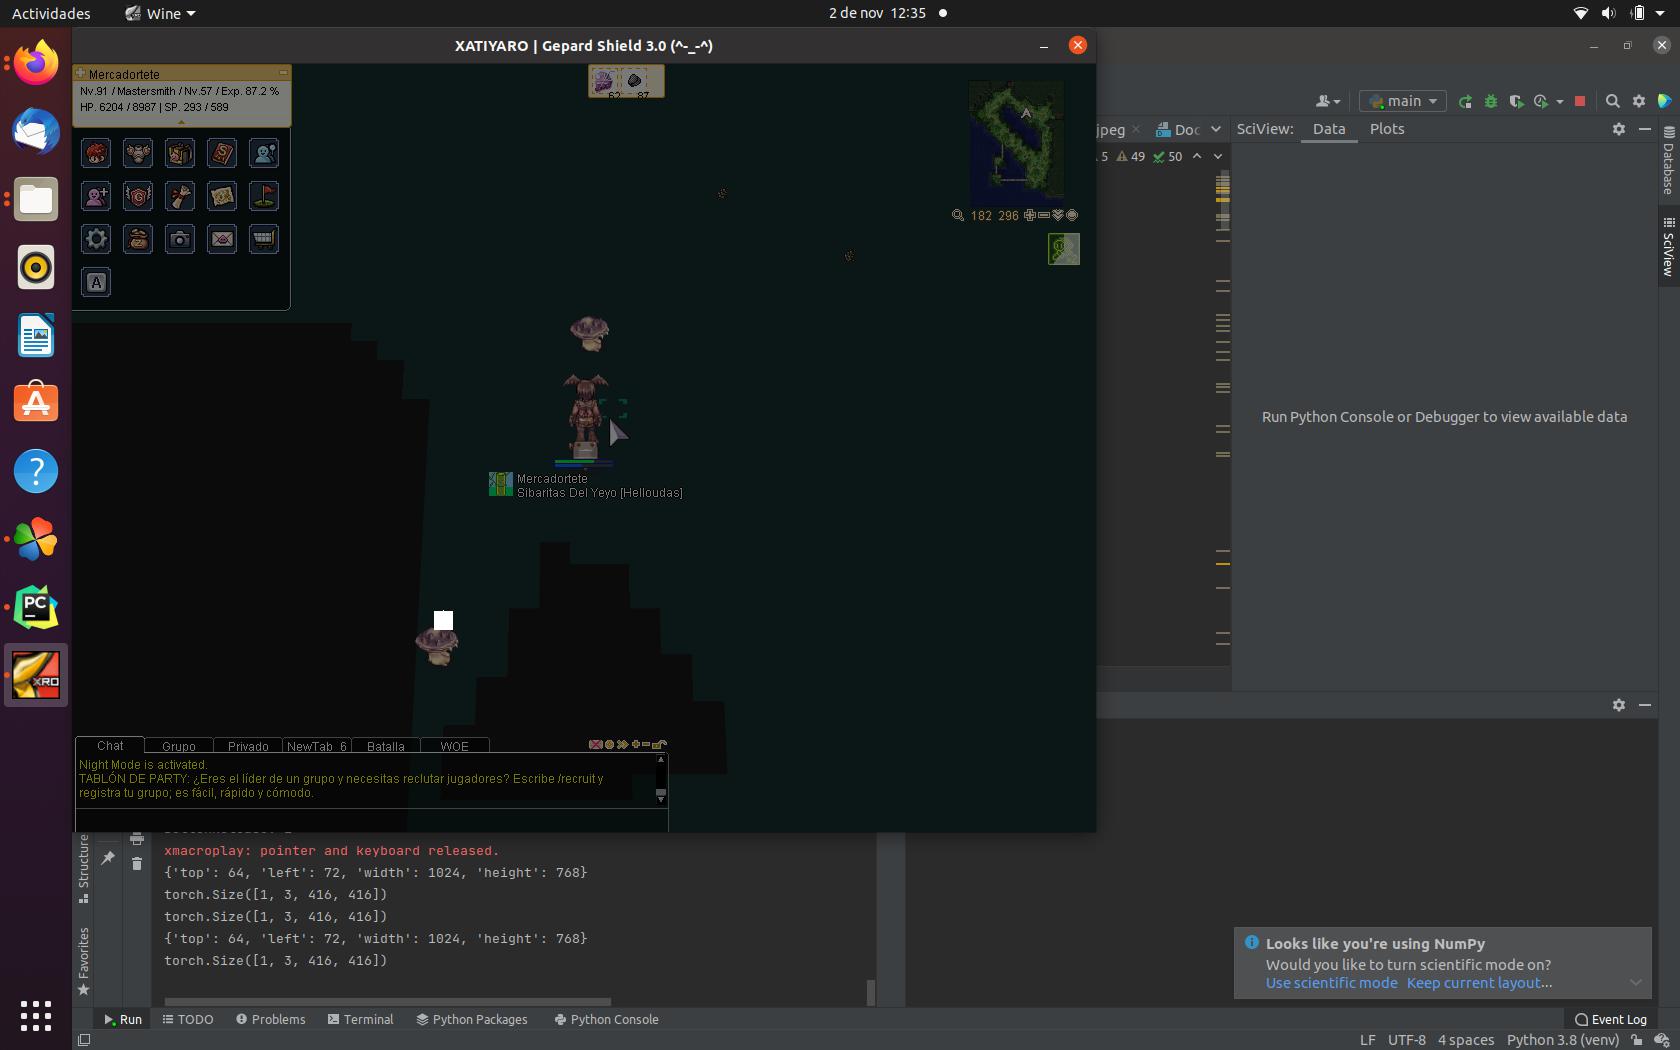 Actividades
Wine
2 de nov 12:35
XATIYARO | Gepard Shield 3.0 (^-_-^)
Mercadortete
Nv.91 / Mastersmith / Nv.57 / Exp. 87.2 %
HP. 6204 / 8987 | SP. 293 / 589
62
87
182 296
A
Mercadortete
Sibaritas Del Yeyo [Helloudas]
Chat
Grupo
Privado
NewTab_6
Batalla
WOE
Night Mode is activated.
TABLÓN DE PARTY: ¿Eres el líder de un grupo y necesitas reclutar jugadores? Escribe /recruit y
registra tu grupo; es fácil, rápido y cómodo.
main
jpeg
Doc
SciView:
Data
Plots
5
49
50
Run Python Console or Debugger to view available data
Database
SciView
PC
XRO
Structure
Favorites
xmacroplay: pointer and keyboard released.
{'top': 64, 'left': 72, 'width': 1024, 'height': 768}
torch.Size([1, 3, 416, 416])
torch.Size([1, 3, 416, 416])
{'top': 64, 'left': 72, 'width': 1024, 'height': 768}
torch.Size([1, 3, 416, 416])
Looks like you're using NumPy
Would you like to turn scientific mode on?
Use scientific mode Keep current layout...
Run
TODO
Problems
Terminal
Python Packages
Python Console
Event Log
LF UTF-8 4 spaces Python 3.8 (venv)